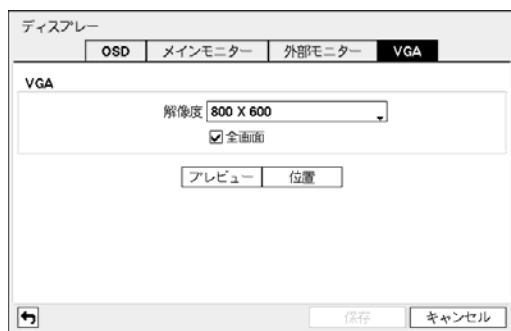 ディスプレー
OSD メインモニター 外部モニター VGA
VGA
解像度 800 X 600
全画面
プレビュー 位置
保存 キャンセル